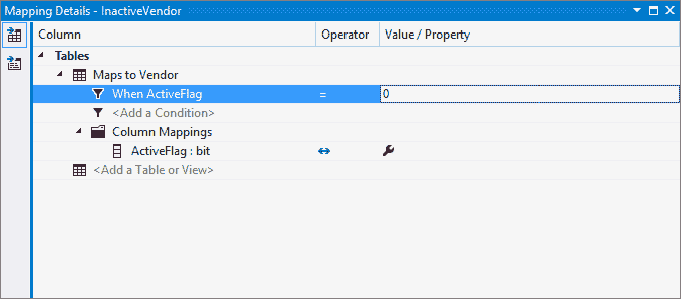 Mapping Details - InactiveVendor
Column Operator Value / Property
Tables
Maps to Vendor
When ActiveFlag = 0
<Add a Condition>
Column Mappings
ActiveFlag : bit
<Add a Table or View>